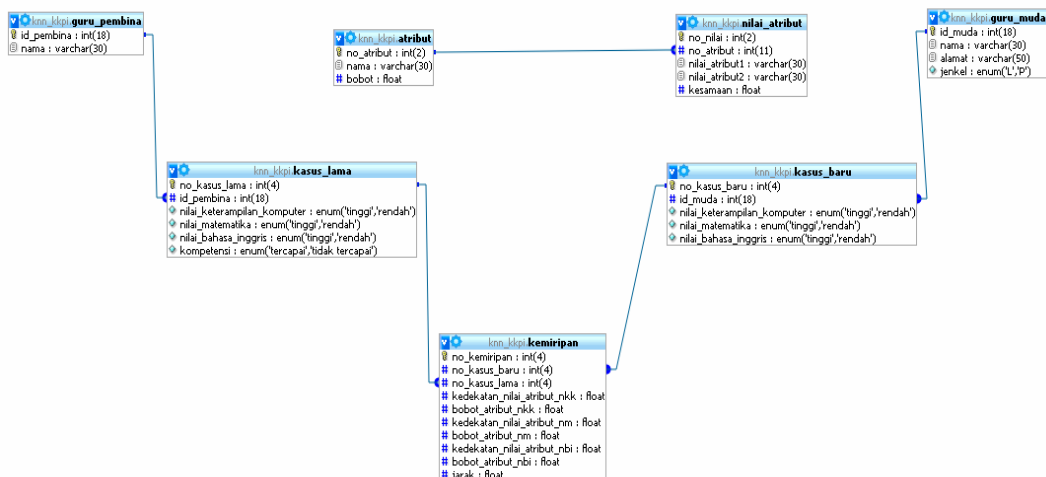 knn_kkpi.guru_pembina
id_pembina : int(18)
nama : varchar(30)
knn_kkpi.atribut
no_atribut : int(2)
nama : varchar(30)
bobot : float
knn_kkpi.nilai_atribut
no_nilai : int(2)
no_atribut : int(11)
nilai_atribut1 : varchar(30)
nilai_atribut2 : varchar(30)
kesamaan : float
knn_kkpi.guru_muda
id_muda : int(18)
nama : varchar(30)
alamat : varchar(50)
jenkel : enum('L','P')
knn_kkpi.kasus_lama
no_kasus_lama : int(4)
id_pembina : int(18)
nilai_keterampilan_komputer : enum('tinggi','rendah')
nilai_matematika : enum('tinggi','rendah')
nilai_bahasa_inggris : enum('tinggi','rendah')
kompetensi : enum('tercapai','tidak tercapai')
knn_kkpi.kasus_baru
no_kasus_baru : int(4)
id_muda : int(18)
nilai_keterampilan_komputer : enum('tinggi','rendah')
nilai_matematika : enum('tinggi','rendah')
nilai_bahasa_inggris : enum('tinggi','rendah')
knn_kkpi.kemiripan
no_kemiripan : int(4)
no_kasus_baru : int(4)
no_kasus_lama : int(4)
kedekatan_nilai_atribut_nkk : float
bobot_atribut_nkk : float
kedekatan_nilai_atribut_nm : float
bobot_atribut_nm : float
kedekatan_nilai_atribut_nbi : float
bobot_atribut_nbi : float
jarak : float